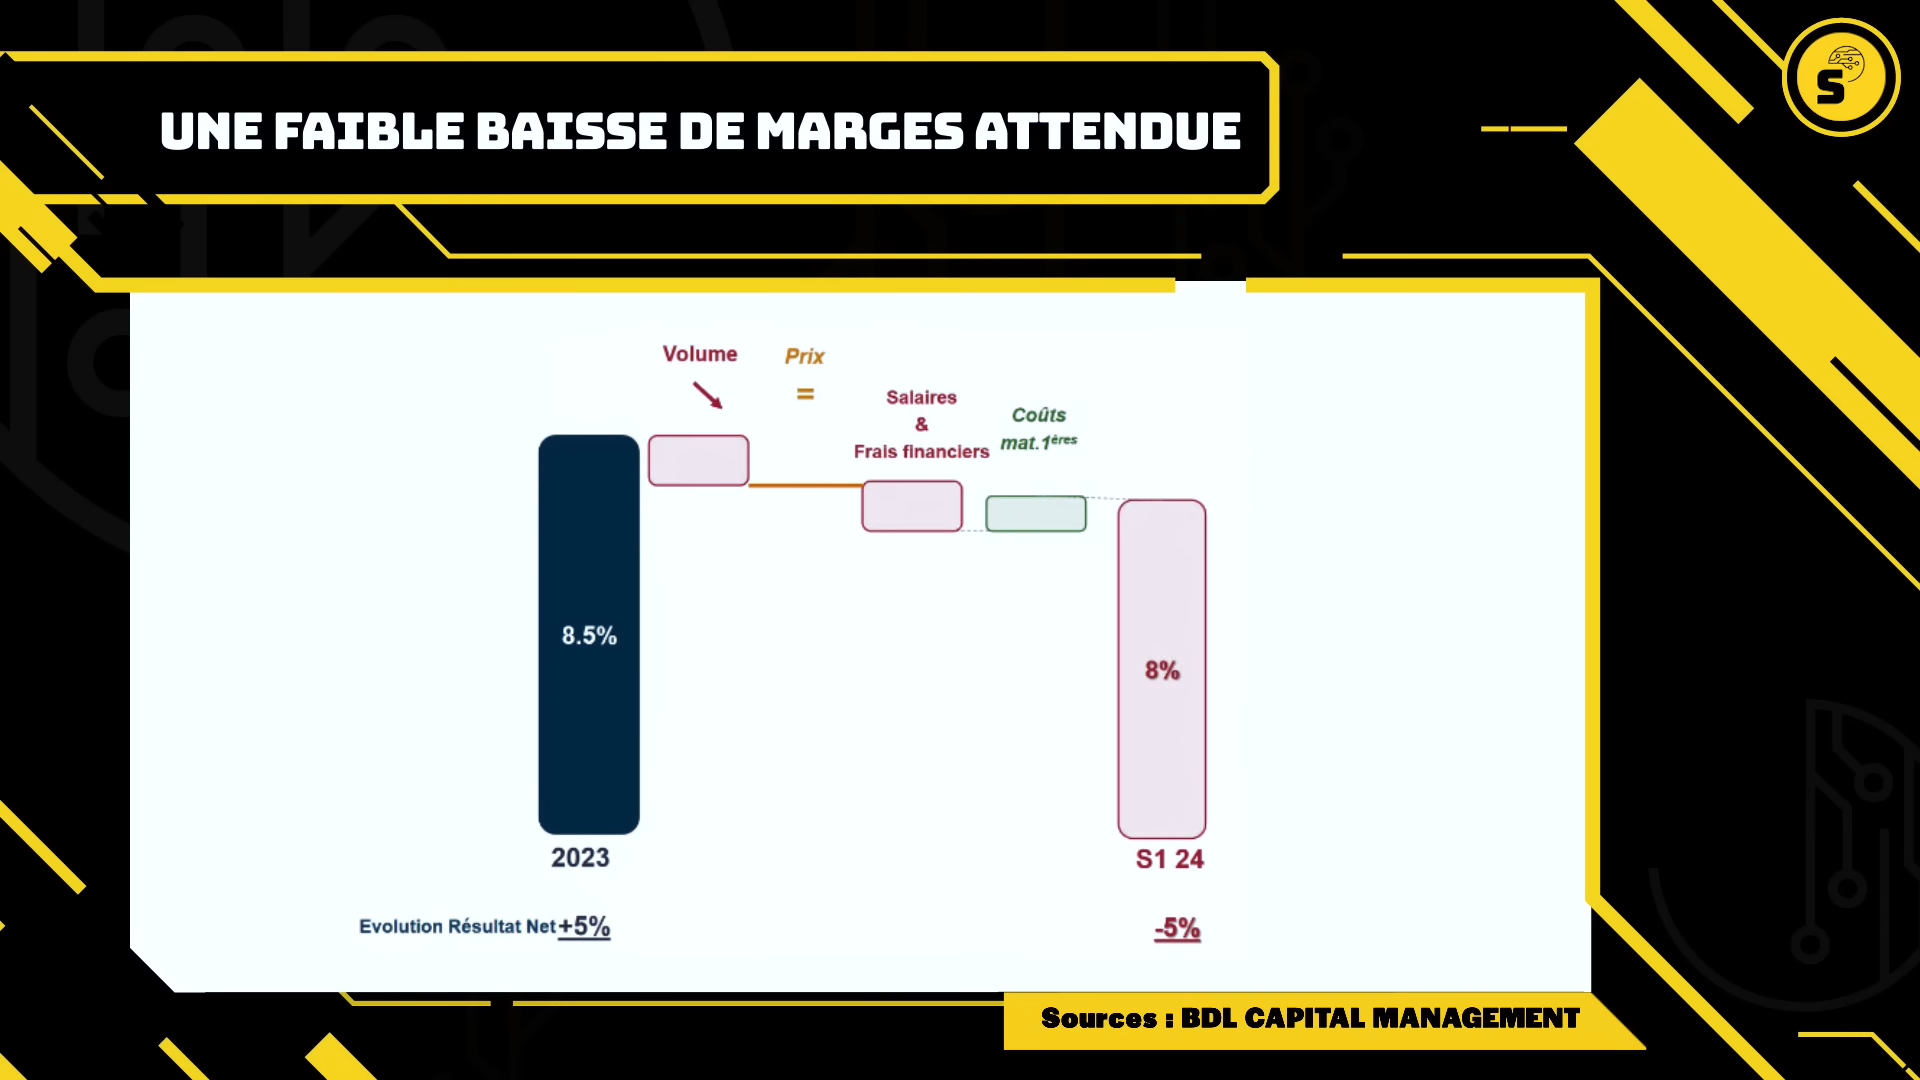 UNE FAIBLE BAISSE DE MARGES ATTENDUE
S
Volume
Prix
=
Salaires
&
Frais financiers
Coûts
mat.1ères
8.5%
8%
2023
S1 24
Evolution Résultat Net +5%
-5%
Sources : BDL CAPITAL MANAGEMENT